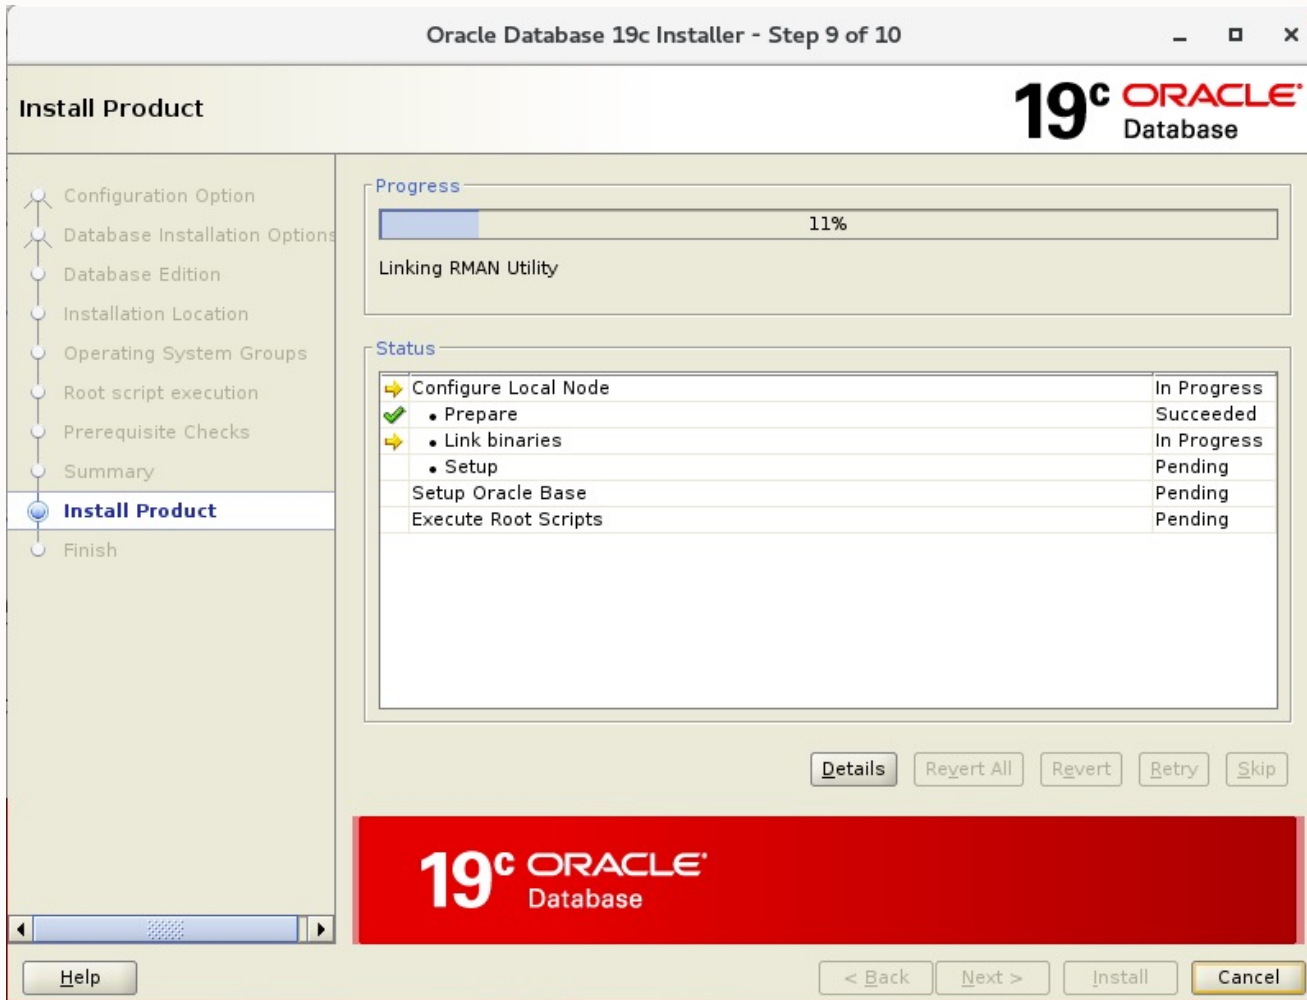 Oracle Database 19c Installer - Step 9 of 10
Install Product
19c ORACLE
Database
Configuration Option
Database Installation Options
Database Edition
Installation Location
Operating System Groups
Root script execution
Prerequisite Checks
Summary
Install Product
Finish
Progress
11%
Linking RMAN Utility
Status
Configure Local Node In Progress
• Prepare Succeeded
• Link binaries In Progress
• Setup Pending
Setup Oracle Base Pending
Execute Root Scripts Pending
Details Revert All Revert Retry Skip
19c ORACLE
Database
Help < Back Next > Install Cancel